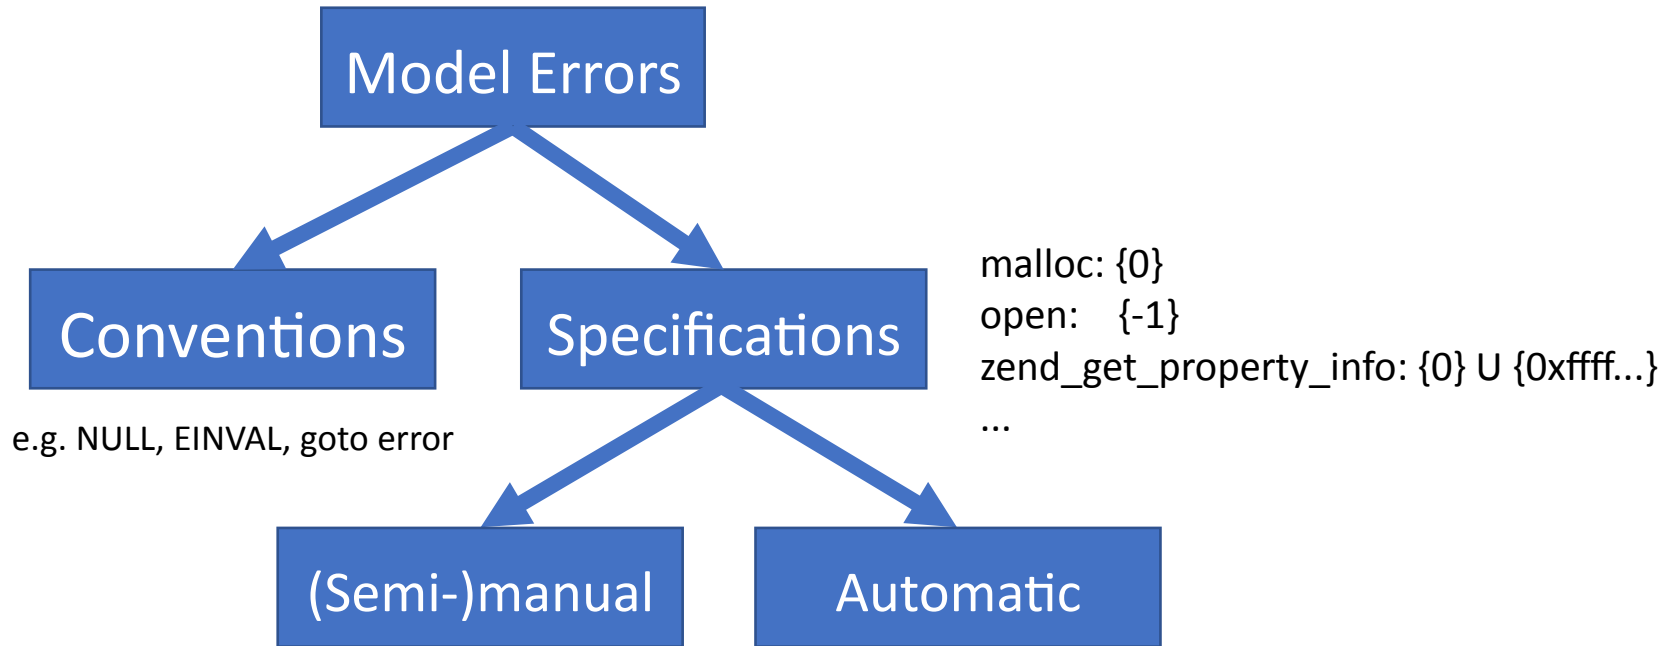 Model Errors
Conventions
Specifications
malloc: {0}
open: {-1}
zend_get_property_info: {0} U {0xffff...}
...
e.g. NULL, EINVAL, goto error
(Semi-)manual
Automatic